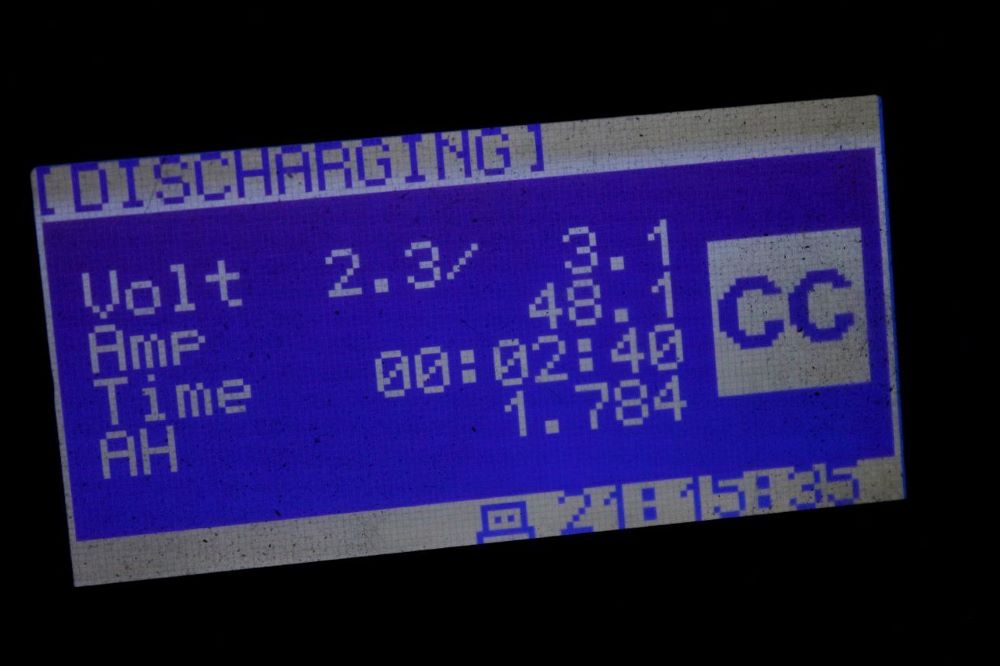 [DISCHARGING]
Volt 2.3/ 3.1
Amp 48.1
Time 00:02:40
AH 1.784
CC
21:15:35